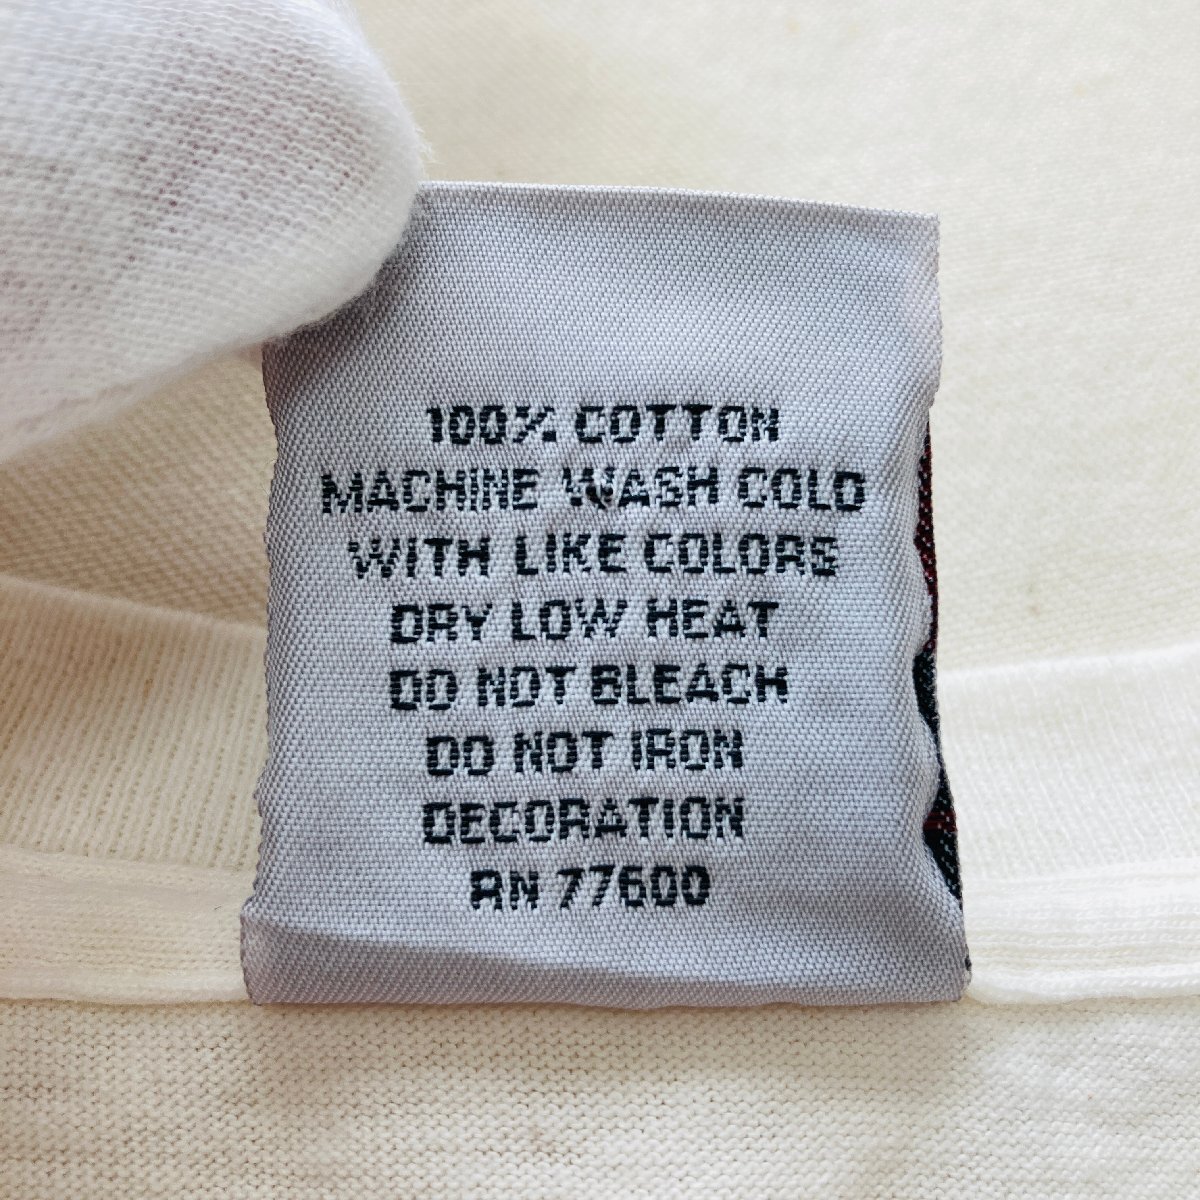 100% COTTON
MACHINE WASH COLD
WITH LIKE COLORS
DRY LOW HEAT
DO NOT BLEACH
DO NOT IRON
DECORATION
RN 77600